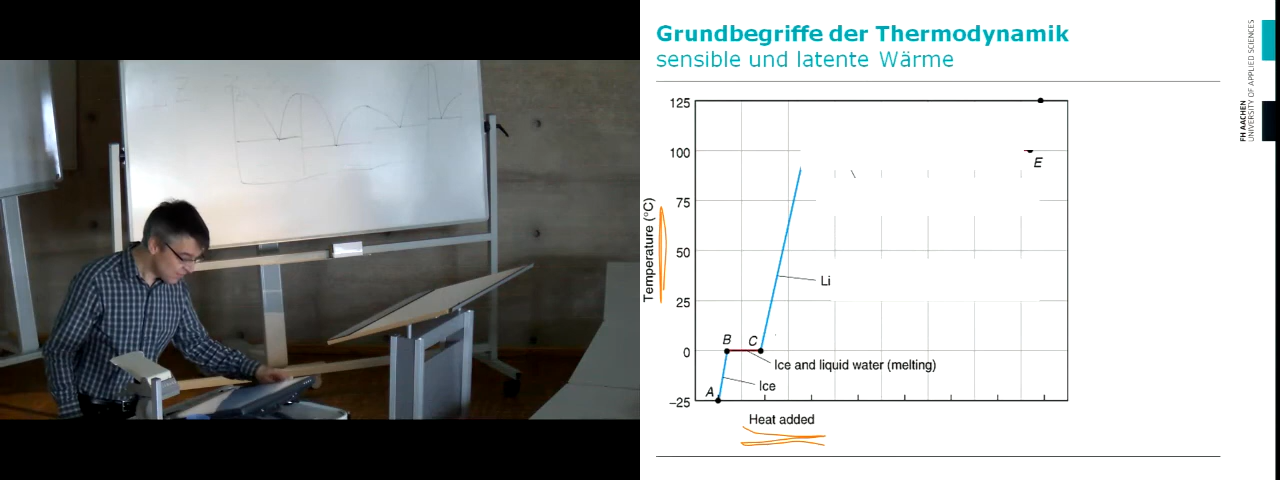 Grundbegriffe der Thermodynamik
sensible und latente Wärme
FH AACHEN
UNIVERSITY OF APPLIED SCIENCES
Temperature (°C)
125
100
75
50
25
0
−25
E
Li
B
C
Ice and liquid water (melting)
Ice
A
Heat added